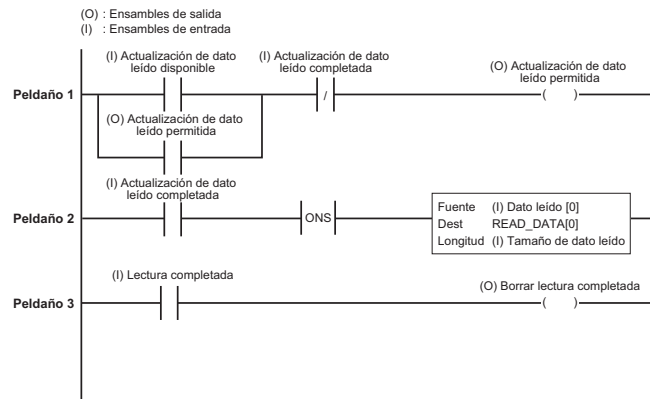 (O) : Ensambles de salida
(I) : Ensambles de entrada
(I) Actualización de dato
leído disponible
(I) Actualización de dato
leído completada
(O) Actualización de dato
leído permitida
Peldaño 1
/
( )
(O) Actualización de dato
leído permitida
(I) Actualización de dato
leído completada
Peldaño 2
ONS
Fuente (I) Dato leído [0]
Dest READ_DATA[0]
Longitud (I) Tamaño de dato leído
(I) Lectura completada
(O) Borrar lectura completada
Peldaño 3
( )